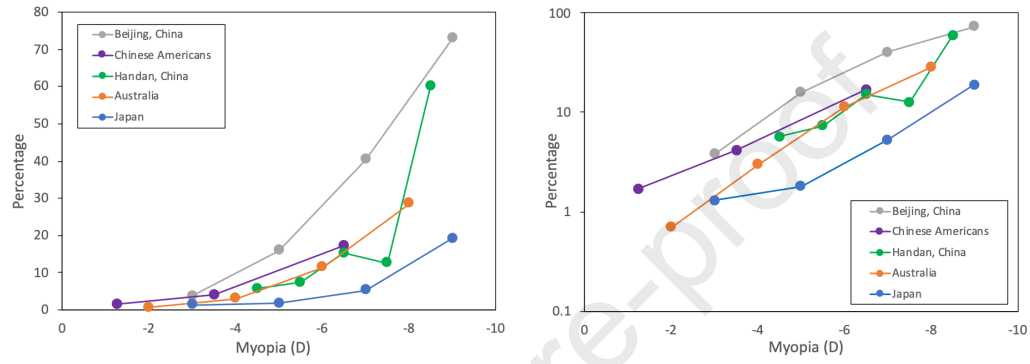 80
70
60
50
40
30
20
10
0
Percentage
Beijing, China
Chinese Americans
Handan, China
Australia
Japan
0 -2 -4 -6 -8 -10
Myopia (D)
100
10
1
0.1
Percentage
Beijing, China
Chinese Americans
Handan, China
Australia
Japan
0 -2 -4 -6 -8 -10
Myopia (D)
re-proof